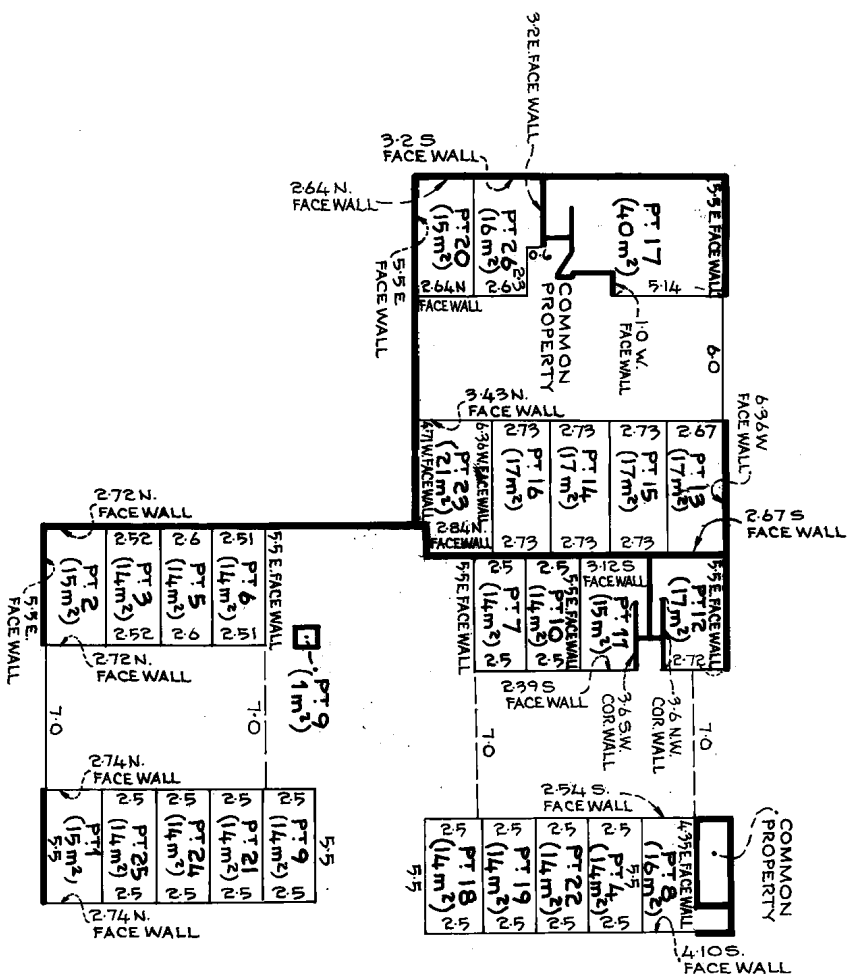 3.2 E. FACE WALL
3.2 S
FACE WALL
2.64 N.
FACE WALL
5.5 E
FACE WALL
PT. 20
(15m²)
2.64N
FACE WALL
PT. 26
(16m²)
2.3
2.63
0.6
PT 17
(40m²)
5.5 E. FACE WALL
5.14
COMMON
PROPERTY
1.0 W.
FACE WALL
6.0
3.43 N.
FACE WALL
6.36W
FACE WALL
4.71 W. FACE WALL
PT. 23
(21m²)
6.36 W. FACE WALL
2.84N
FACE WALL
2.73
PT. 16
(17m²)
2.73
2.73
PT. 14
(17m²)
2.73
2.73
PT. 15
(17m²)
2.73
2.67
PT. 13
(17m²)
2.67 S
FACE WALL
2.72 N.
FACE WALL
5.5 E.
FACE WALL
PT. 2
(15m²)
2.72 N.
FACE WALL
2.52
PT. 3
(14m²)
2.52
2.6
PT. 5
(14m²)
2.6
2.51
PT. 6
(14m²)
2.51
5.5 E. FACE WALL
PT. 9
(1m²)
5.5 E. FACE WALL
2.5
PT. 7
(14m²)
2.5
2.5
PT. 10
(14m²)
2.5
5.5 E. FACE WALL
3.12 S
FACE WALL
PT. 11
(15m²)
2.39 S
FACE WALL
PT. 12
(17m²)
5.5 E. FACE WALL
2.72
3.6 S.W.
COR. WALL
3.6 N.W.
COR. WALL
7.0
7.0
7.0
7.0
2.74 N.
FACE WALL
PT. 1
(15m²)
5.5
2.74 N.
FACE WALL
2.5
PT. 25
(14m²)
2.5
2.5
PT. 24
(14m²)
2.5
2.5
PT. 21
(14m²)
2.5
2.5
PT. 9
(14m²)
2.5
5.5
2.54 S.
FACE WALL
5.5
2.5
PT. 18
(14m²)
2.5
2.5
PT. 19
(14m²)
2.5
2.5
PT. 22
(14m²)
2.5
2.5
PT. 4
(14m²)
2.5
5.5
PT. 8
(16m²)
4.35 E. FACE WALL
4.10 S.
FACE WALL
COMMON
PROPERTY